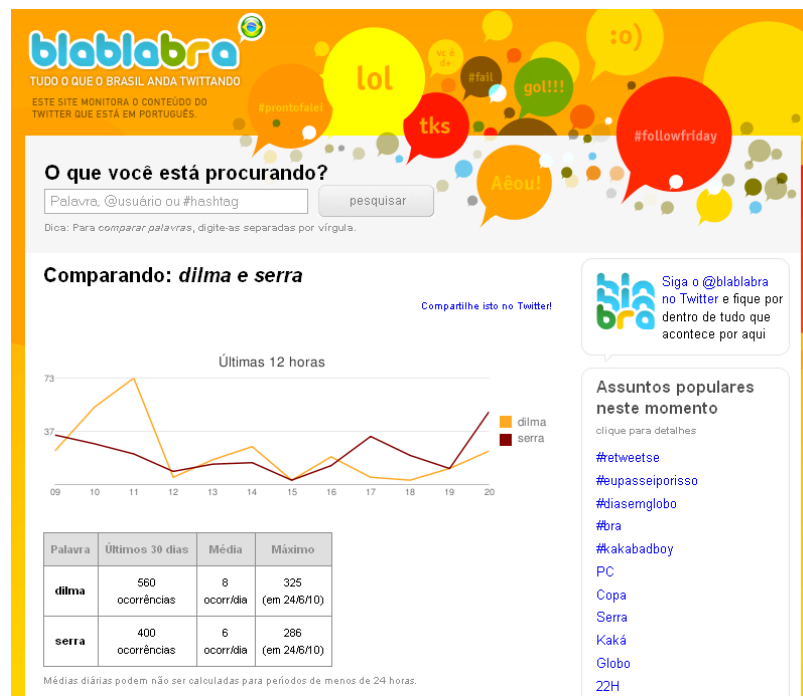 blablabra
TUDO O QUE O BRASIL ANDA TWITTANDO
ESTE SITE MONITORA O CONTEÚDO DO
TWITTER QUE ESTÁ EM PORTUGUÊS.
#prontofalei
lol
tks
vc é
d+
#fail
gol!!!
Aêou!
:o)
#followfriday
O que você está procurando?
Palavra, @usuário ou #hashtag
pesquisar
Dica: Para comparar palavras, digite-as separadas por vírgula.
Comparando: dilma e serra
Compartilhe isto no Twitter!
Últimas 12 horas
73
37
09 10 11 12 13 14 15 16 17 18 19 20
dilma
serra
Palavra Últimos 30 dias Média Máximo
dilma 560 ocorrências 8 ocorr/dia 325 (em 24/6/10)
serra 400 ocorrências 6 ocorr/dia 286 (em 24/6/10)
Médias diárias podem não ser calculadas para períodos de menos de 24 horas.
bla
bla
bra
Siga o @blablabra
no Twitter e fique por
dentro de tudo que
acontece por aqui
Assuntos populares
neste momento
clique para detalhes
#retweetse
#eupasseiporisso
#diasemglobo
#bra
#kakabadboy
PC
Copa
Serra
Kaká
Globo
22H